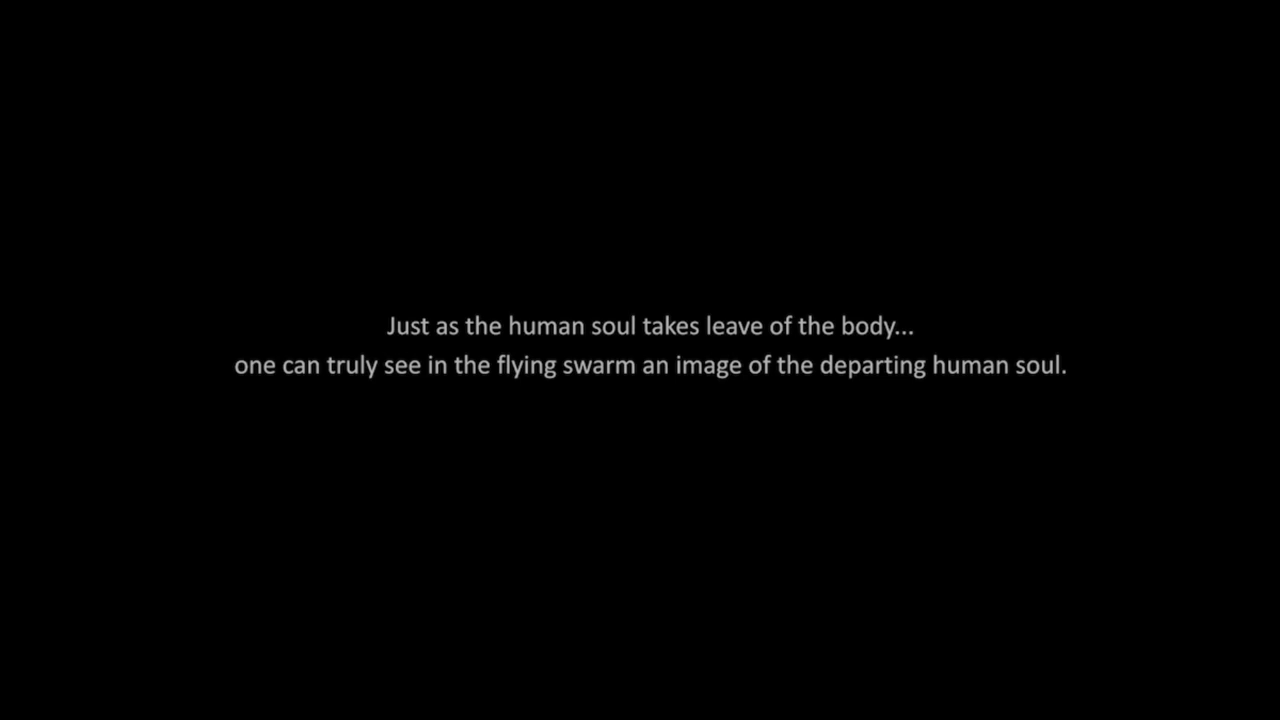 Just as the human soul takes leave of the body...
one can truly see in the flying swarm an image of the departing human soul.